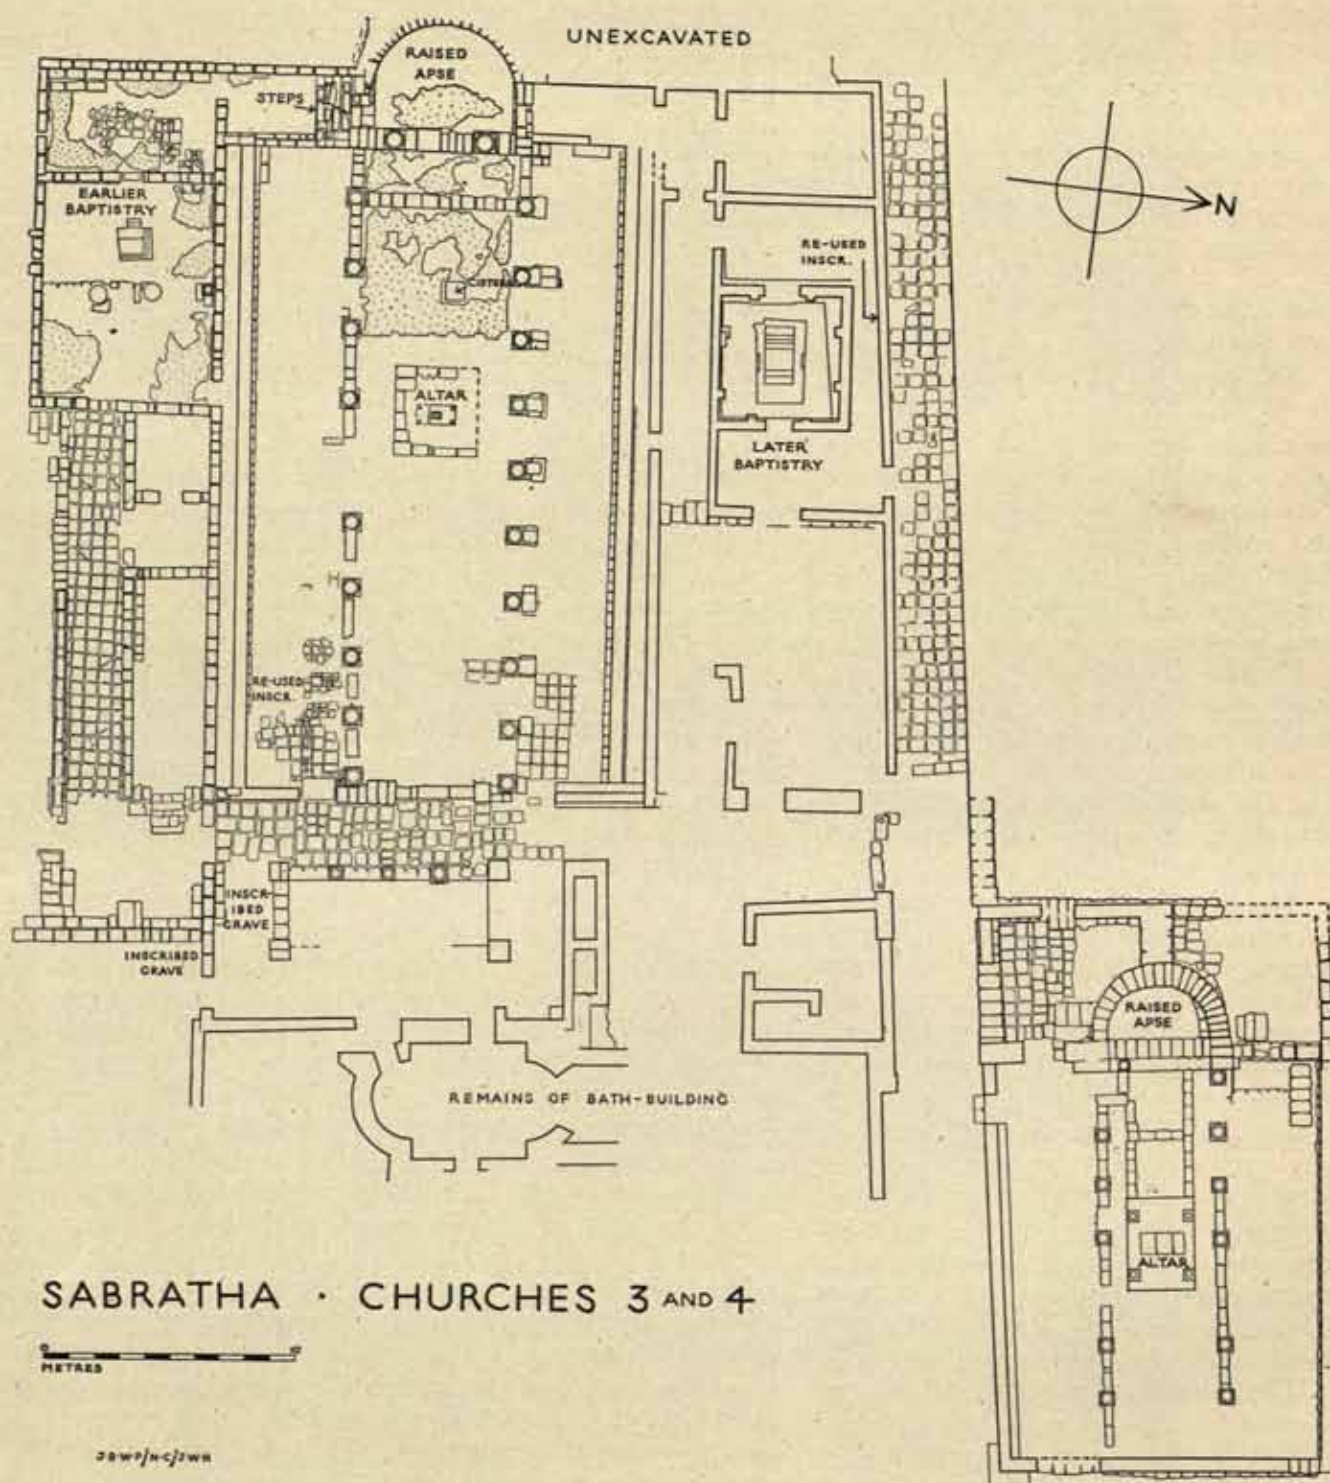 UNEXCAVATED
RAISED
APSE
STEPS
EARLIER
BAPTISTRY
N
RE-USED
INSCR.
ALTAR
LATER
BAPTISTRY
RE-USED
INSCR.
INSCR-
IBED
GRAVE
INSCRIBED
GRAVE
RAISED
APSE
REMAINS OF BATH-BUILDING
ALTAR
SABRATHA · CHURCHES 3 AND 4
METRES